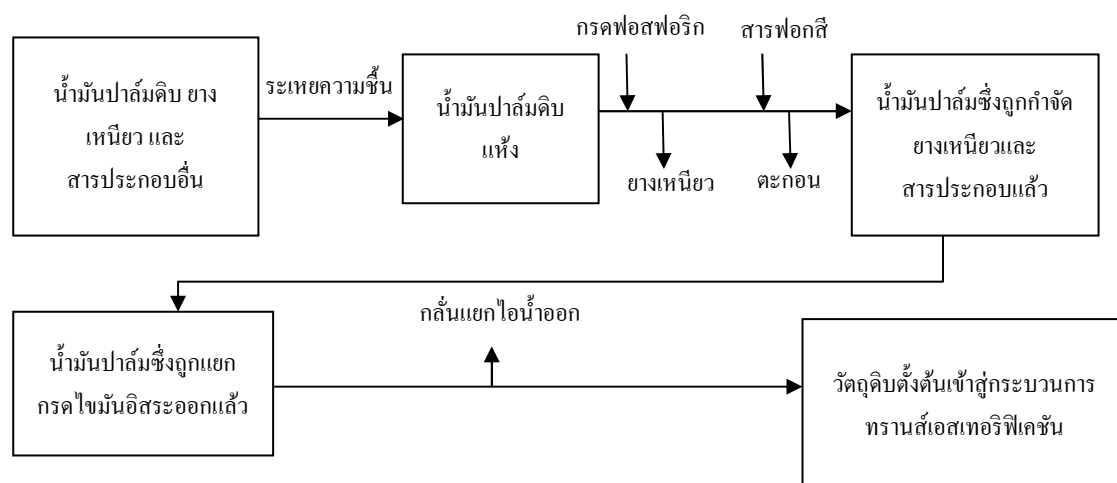 น้ำมันปาล์มดิบ ยาง
เหนียว และ
สารประกอบอื่น
ระเหยความชื้น
น้ำมันปาล์มดิบ
แห้ง
กรดฟอสฟอริก
สารฟอกสี
ยางเหนียว
ตะกอน
น้ำมันปาล์มซึ่งถูกกำจัด
ยางเหนียวและ
สารประกอบแล้ว
น้ำมันปาล์มซึ่งถูกแยก
กรดไขมันอิสระออกแล้ว
กลั่นแยกไอน้ำออก
วัตถุดิบตั้งต้นเข้าสู่กระบวนการ
ทรานส์เอสเทอริฟิเคชัน